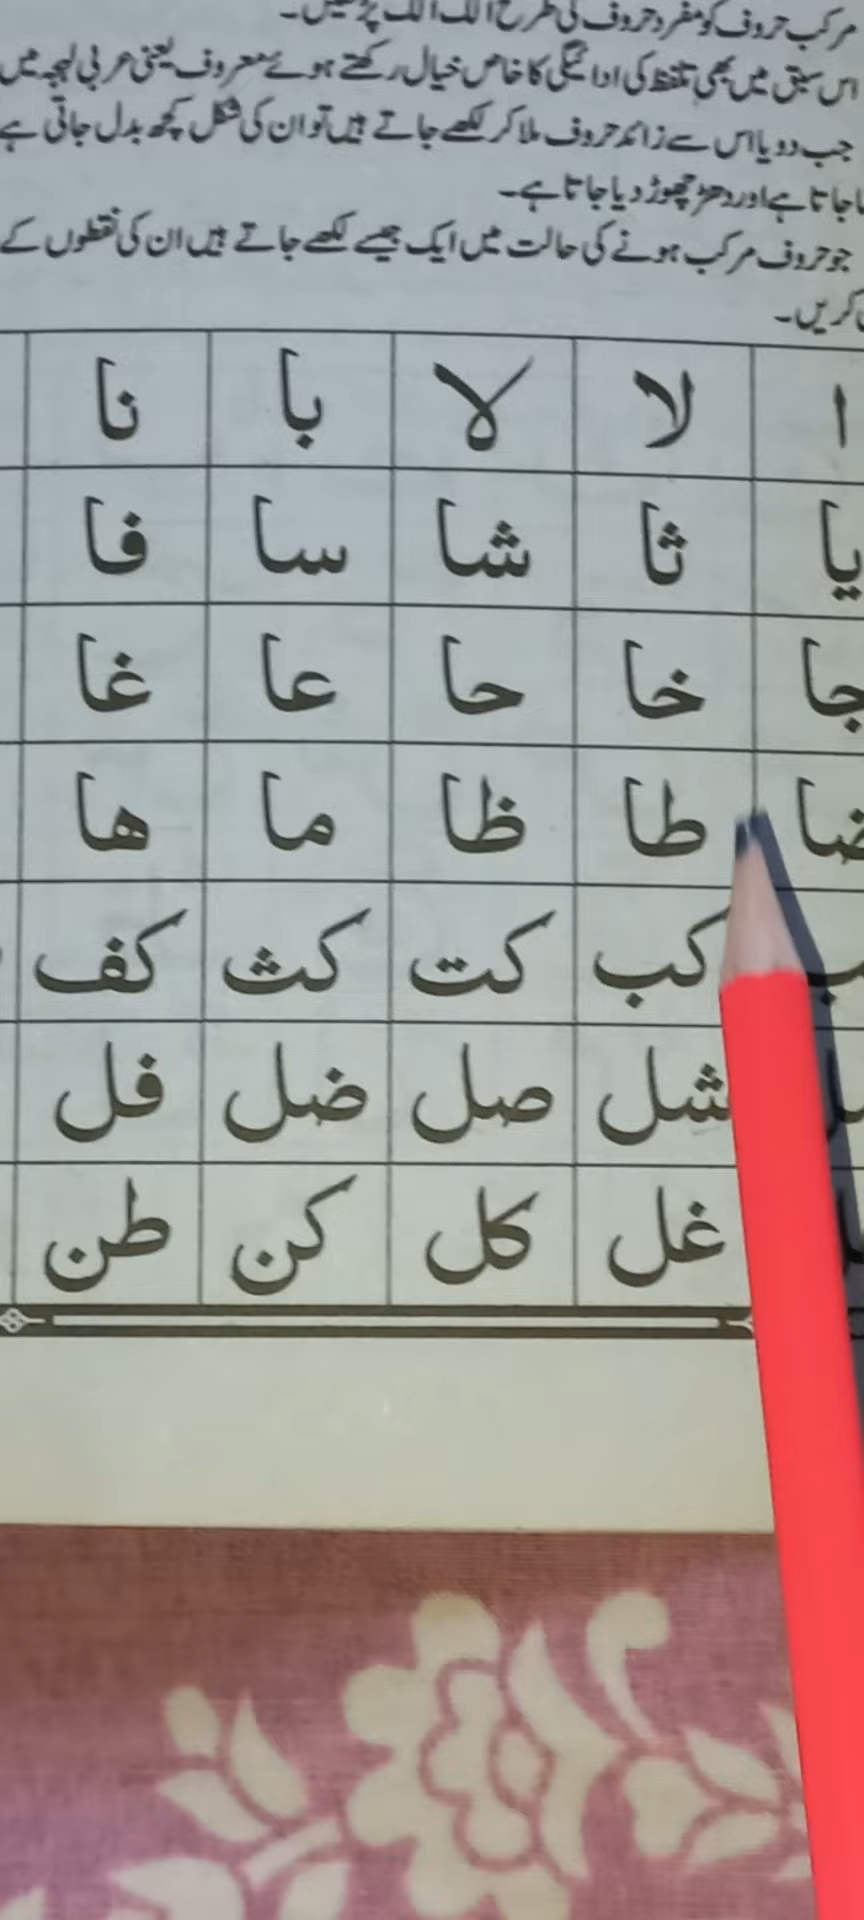 مرکب حروف کو مفرد حروف کی طرح الگ الگ پڑھیں۔
اس سبق میں بھی تلفظ کی ادائیگی کا خاص خیال رکھتے ہوئے معروف یعنی عربی لہجہ میں
جب دو یا اس سے زائد حروف ملا کر لکھے جاتے ہیں تو ان کی شکل کچھ بدل جاتی ہے
جاتا ہے اور دھڑ چھوڑ دیا جاتا ہے۔
جو حروف مرکب ہونے کی حالت میں ایک جیسے لکھے جاتے ہیں ان کی نقطوں کے
کریں۔
ا لا لا با نا
یا ثا شا سا فا
جا خا حا عا غا
ضا طا ظا ما ها
کب کت کث کف
شل صل ضل فل
غل کل کن طن